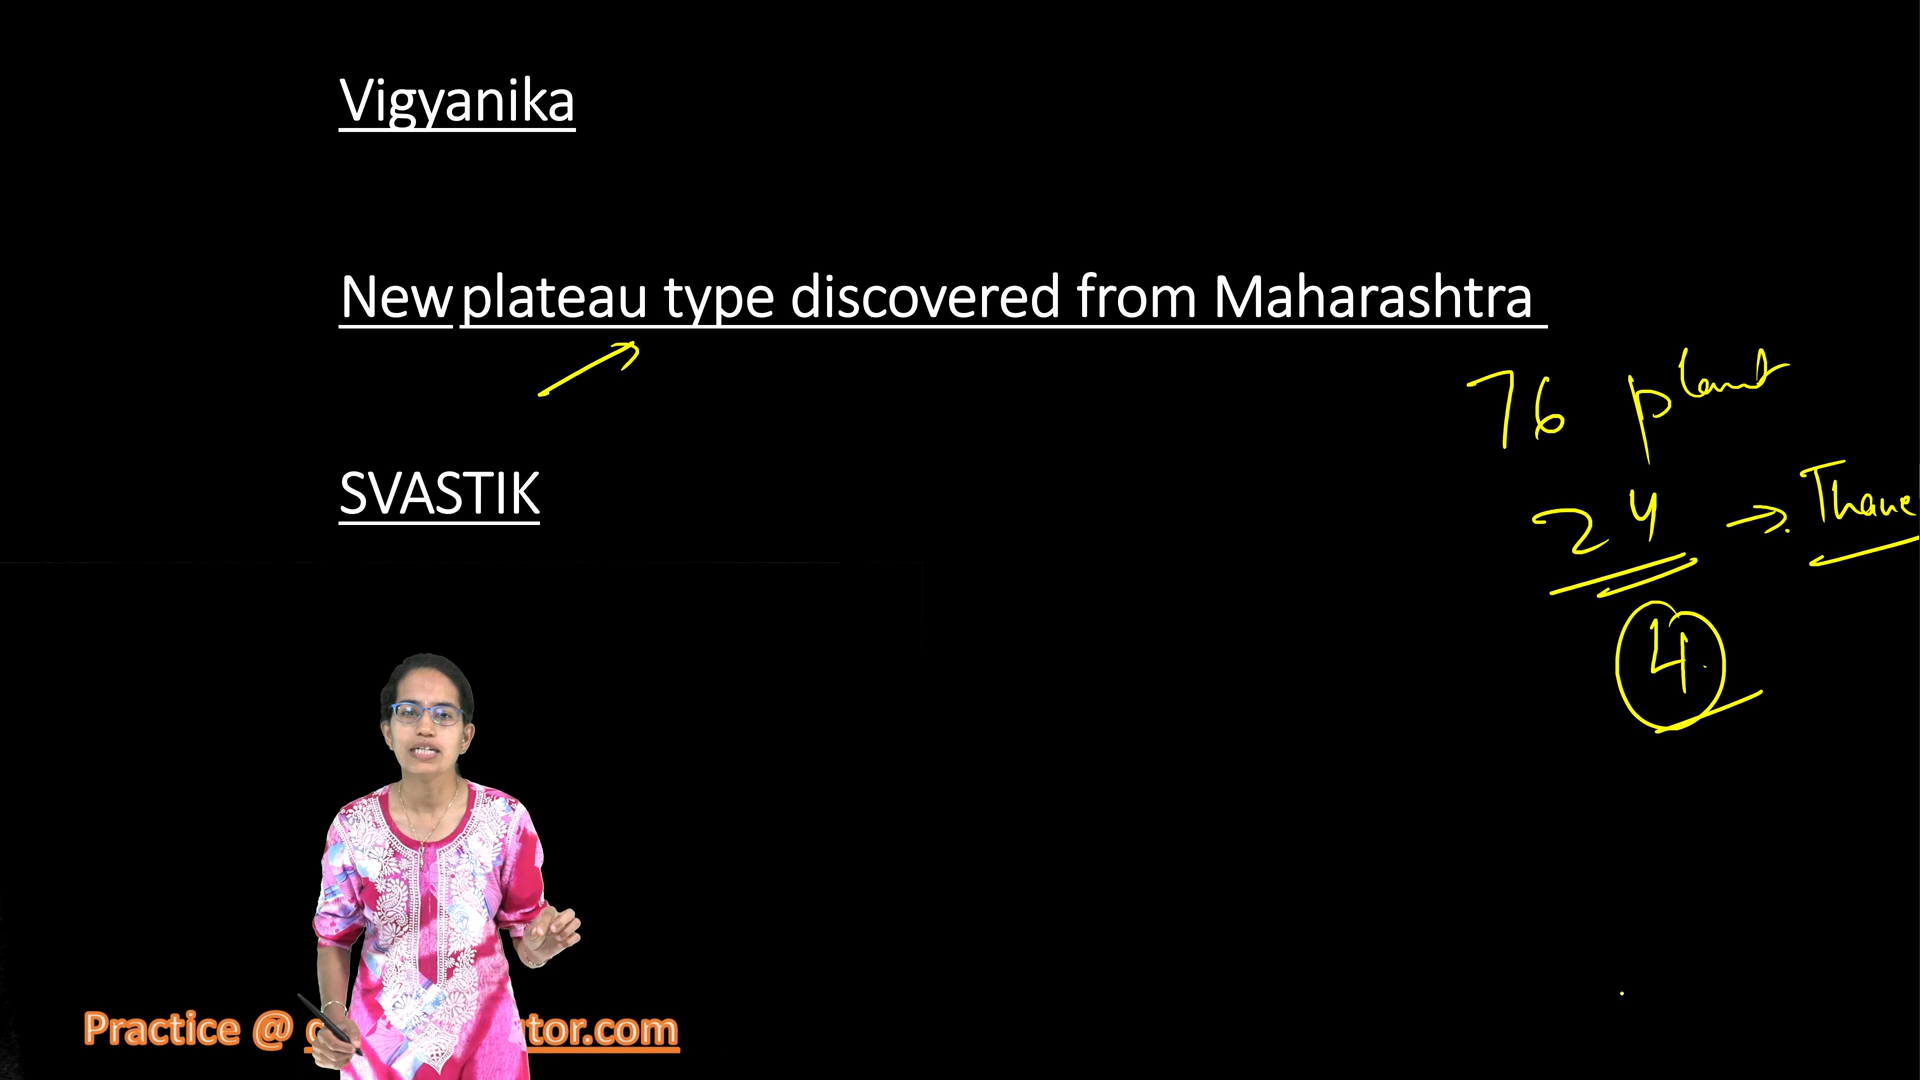 Vigyanika
New plateau type discovered from Maharashtra
76 plant
24 → Thane
4
SVASTIK
Practice @ tor.com